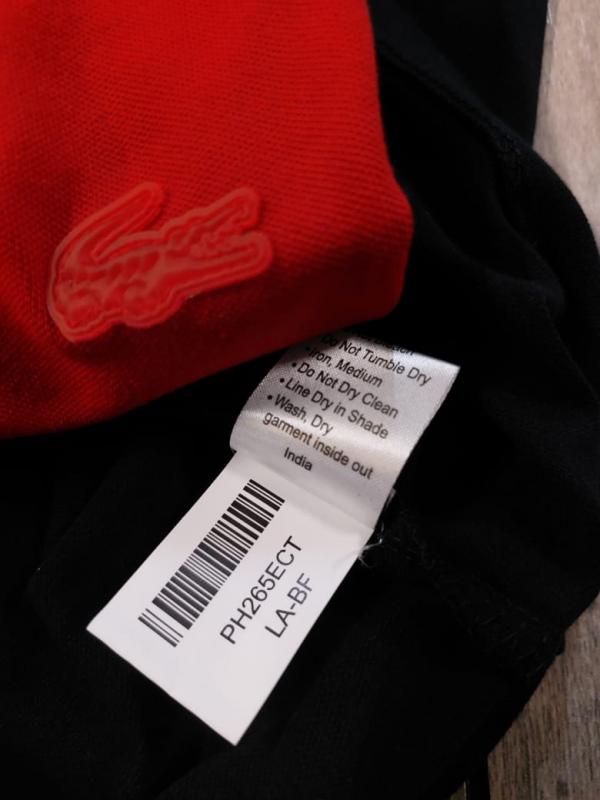 Do Not Tumble Dry
• Iron, Medium
• Do Not Dry Clean
• Line Dry in Shade
• Wash, Dry
garment inside out
India
PH265ECT
LA-BF